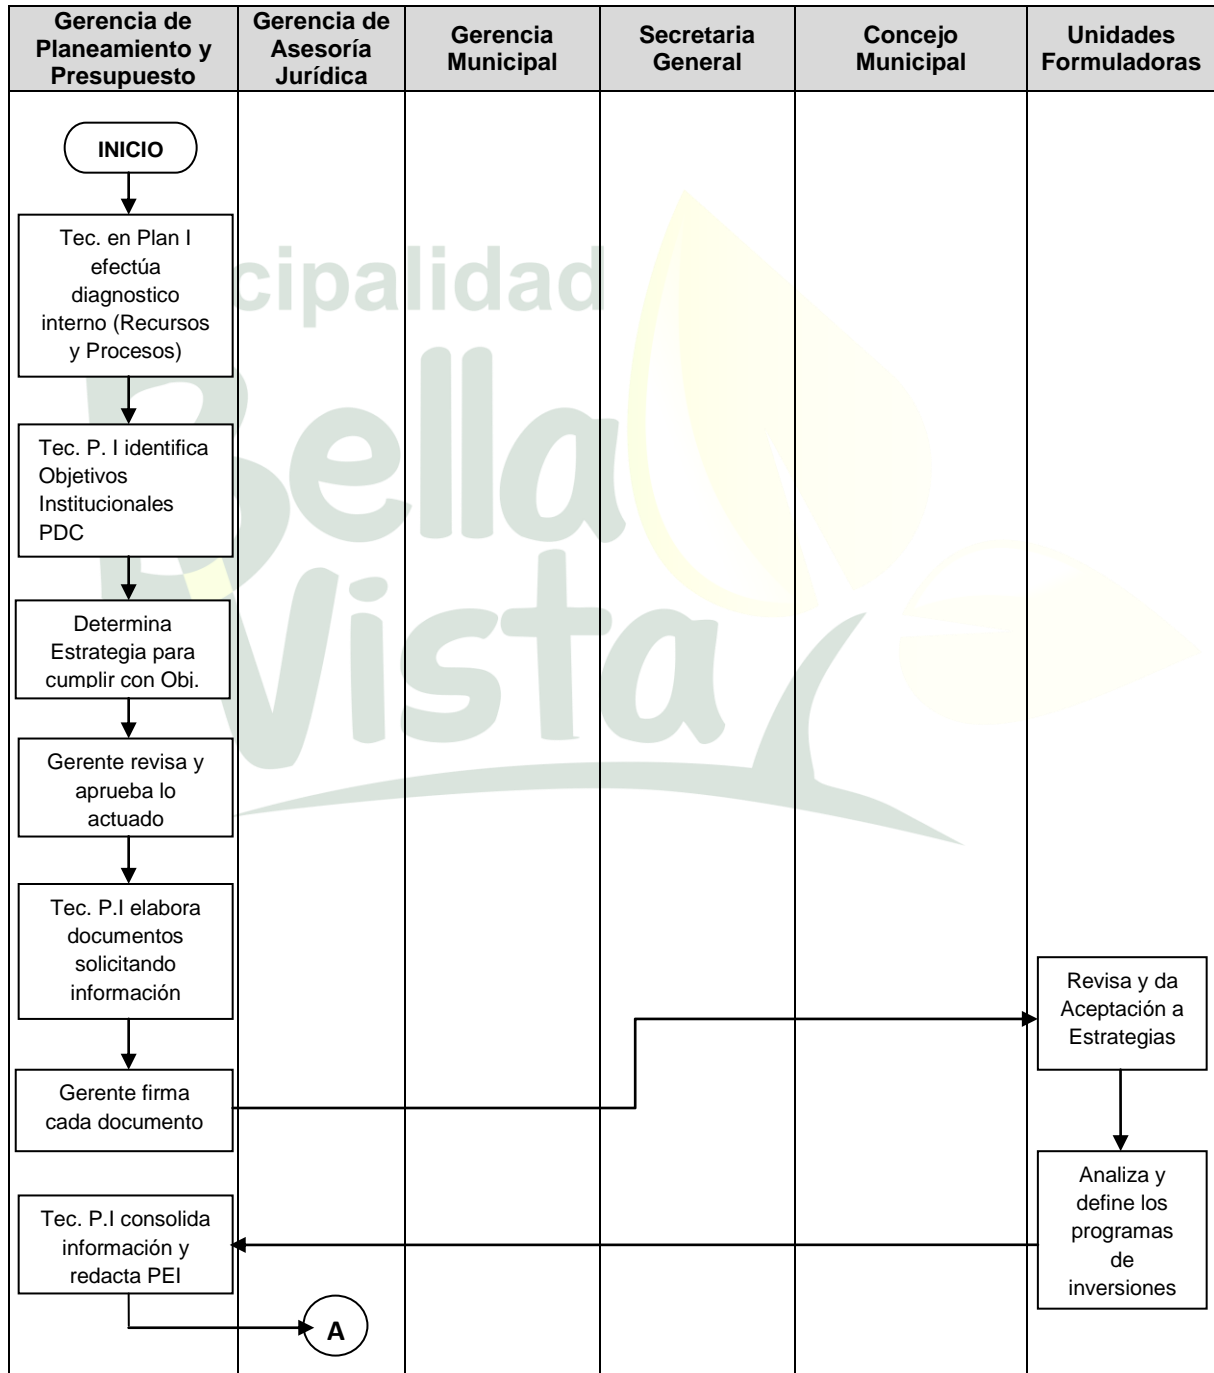 Gerencia de
Planeamiento y
Presupuesto
Gerencia de
Asesoría
Jurídica
Gerencia
Municipal
Secretaria
General
Concejo
Municipal
Unidades
Formuladoras
INICIO
Tec. en Plan I
efectúa
diagnostico
interno (Recursos
y Procesos)
cipalidad
Bella
Vista
Tec. P. I identifica
Objetivos
Institucionales
PDC
Determina
Estrategia para
cumplir con Obj.
Gerente revisa y
aprueba lo
actuado
Tec. P.I elabora
documentos
solicitando
información
Gerente firma
cada documento
Revisa y da
Aceptación a
Estrategias
Analiza y
define los
programas
de
inversiones
Tec. P.I consolida
información y
redacta PEI
A